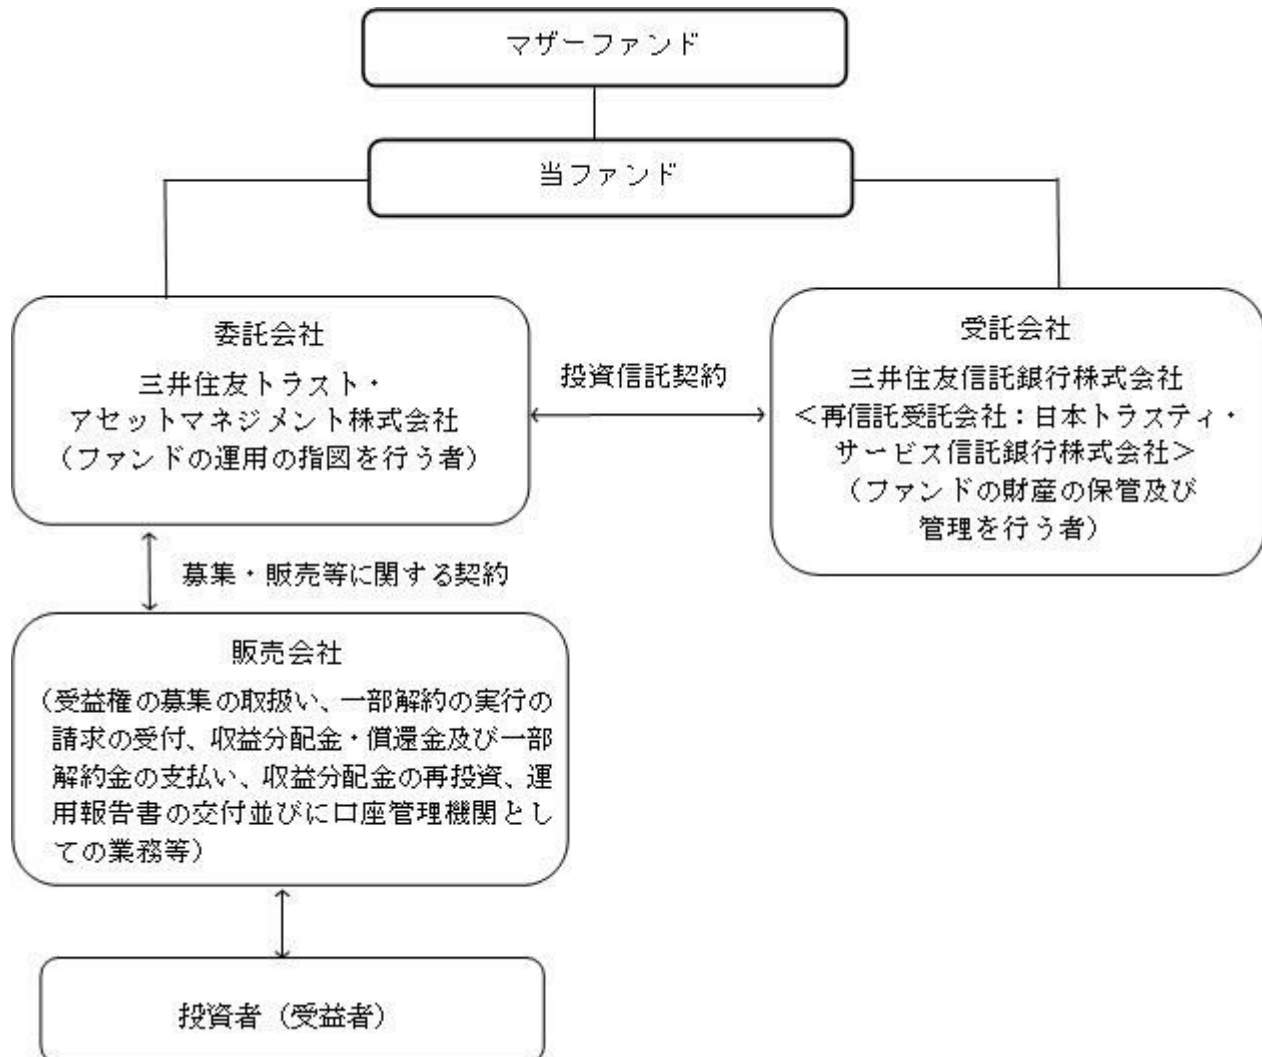 マザーファンド
当ファンド
委託会社
三井住友トラスト・
アセットマネジメント株式会社
（ファンドの運用の指図を行う者）
投資信託契約
受託会社
三井住友信託銀行株式会社
＜再信託受託会社：日本トラスティ・
サービス信託銀行株式会社＞
（ファンドの財産の保管及び
管理を行う者）
募集・販売等に関する契約
販売会社
（受益権の募集の取扱い、一部解約の実行の
請求の受付、収益分配金・償還金及び一部
解約金の支払い、収益分配金の再投資、運
用報告書の交付並びに口座管理機関とし
ての業務等）
投資者（受益者）